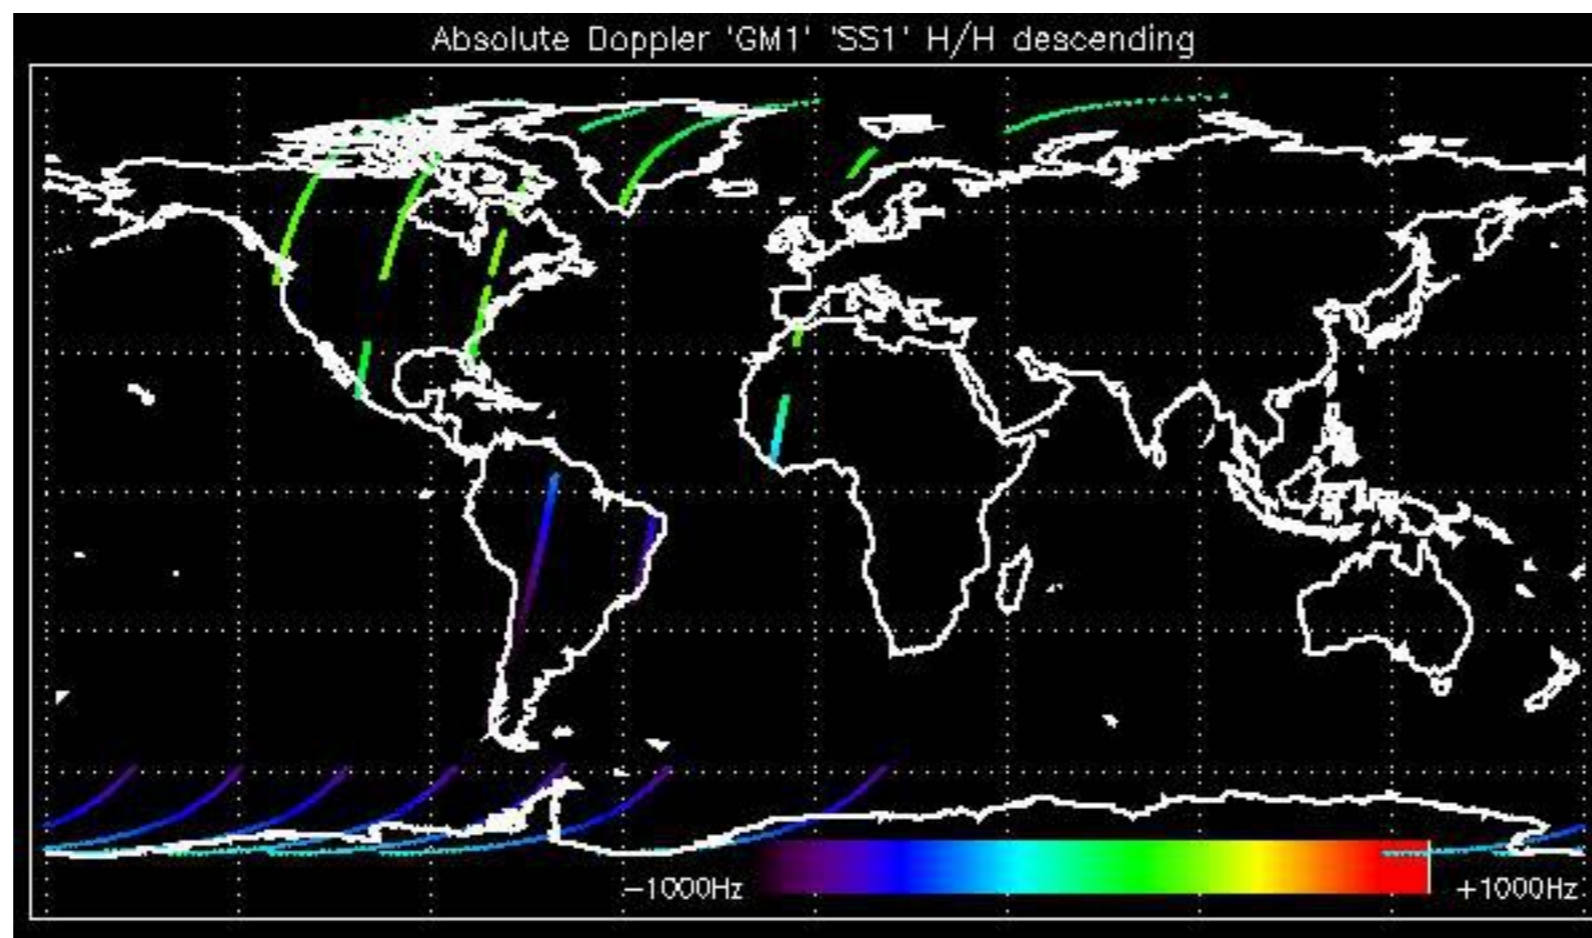 Absolute Doppler 'GM1' 'SS1' H/H descending
-1000Hz +1000Hz